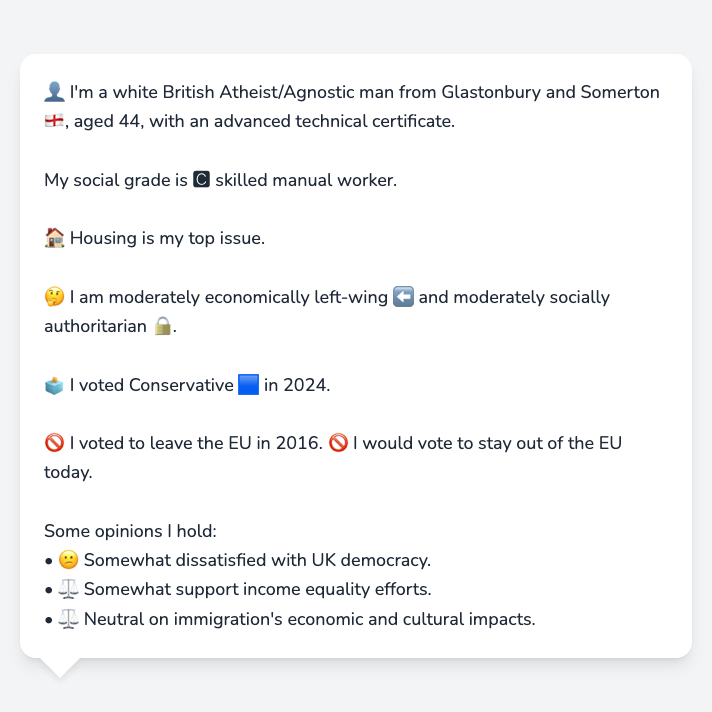 👤 I'm a white British Atheist/Agnostic man from Glastonbury and Somerton
🏴󠁧󠁢󠁥󠁮󠁧󠁿, aged 44, with an advanced technical certificate.
My social grade is 🅲 skilled manual worker.
🏠 Housing is my top issue.
🤔 I am moderately economically left-wing ⬅️ and moderately socially
authoritarian 🔒.
🗳️ I voted Conservative 🟦 in 2024.
🚫 I voted to leave the EU in 2016. 🚫 I would vote to stay out of the EU
today.
Some opinions I hold:
• 😕 Somewhat dissatisfied with UK democracy.
• ⚖️ Somewhat support income equality efforts.
• ⚖️ Neutral on immigration's economic and cultural impacts.